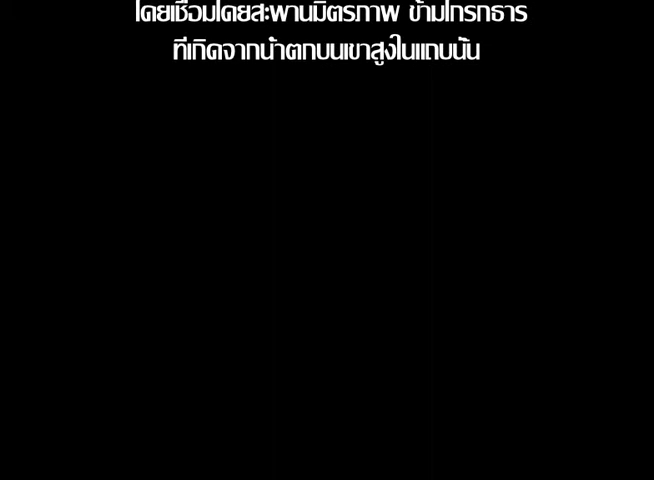 โดยเชื่อมโดยสะพานมิตรภาพ ข้ามโกรกธาร
ที่เกิดจากน้ำตกบนเขาสูงในแถบนั้น